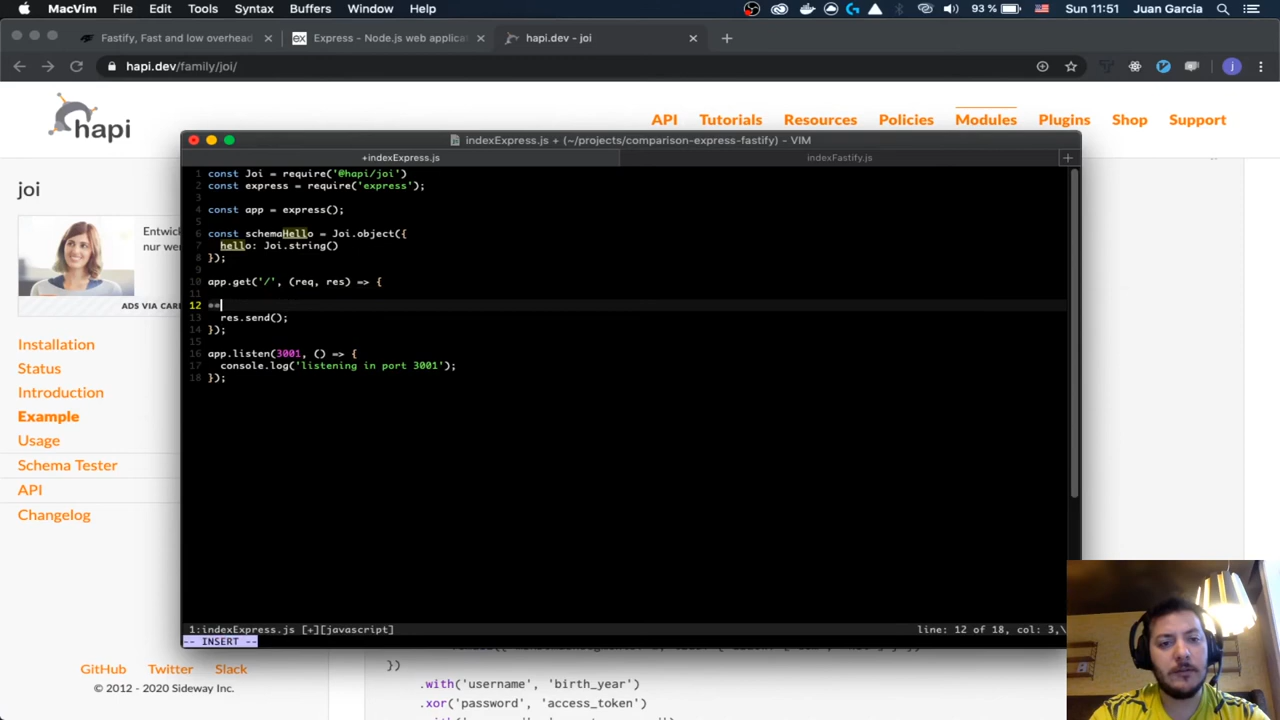 MacVim File Edit Tools Syntax Buffers Window Help 93 % Sun 11:51 Juan Garcia
Fastify, Fast and low overhead
Express - Node.js web applicat
hapi.dev - joi
hapi.dev/family/joi/
j
hapi
API Tutorials Resources Policies Modules Plugins Shop Support
indexExpress.js + (~/projects/comparison-express-fastify) - VIM
+indexExpress.js indexFastify.js
joi
Entwick
nur wer
ADS VIA CAR
Installation
Status
Introduction
Example
Usage
Schema Tester
API
Changelog
1 const Joi = require('@hapi/joi')
2 const express = require('express');
3
4 const app = express();
5
6 const schemaHello = Joi.object({
7 hello: Joi.string()
8 });
9
10 app.get('/', (req, res) => {
11
12
13 res.send();
14 });
15
16 app.listen(3001, () => {
17 console.log('listening in port 3001');
18 });
1:indexExpress.js [+][javascript] line: 12 of 18, col: 3,\
-- INSERT --
GitHub Twitter Slack
© 2012 - 2020 Sideway Inc.
})
.with('username', 'birth_year')
.xor('password', 'access_token')